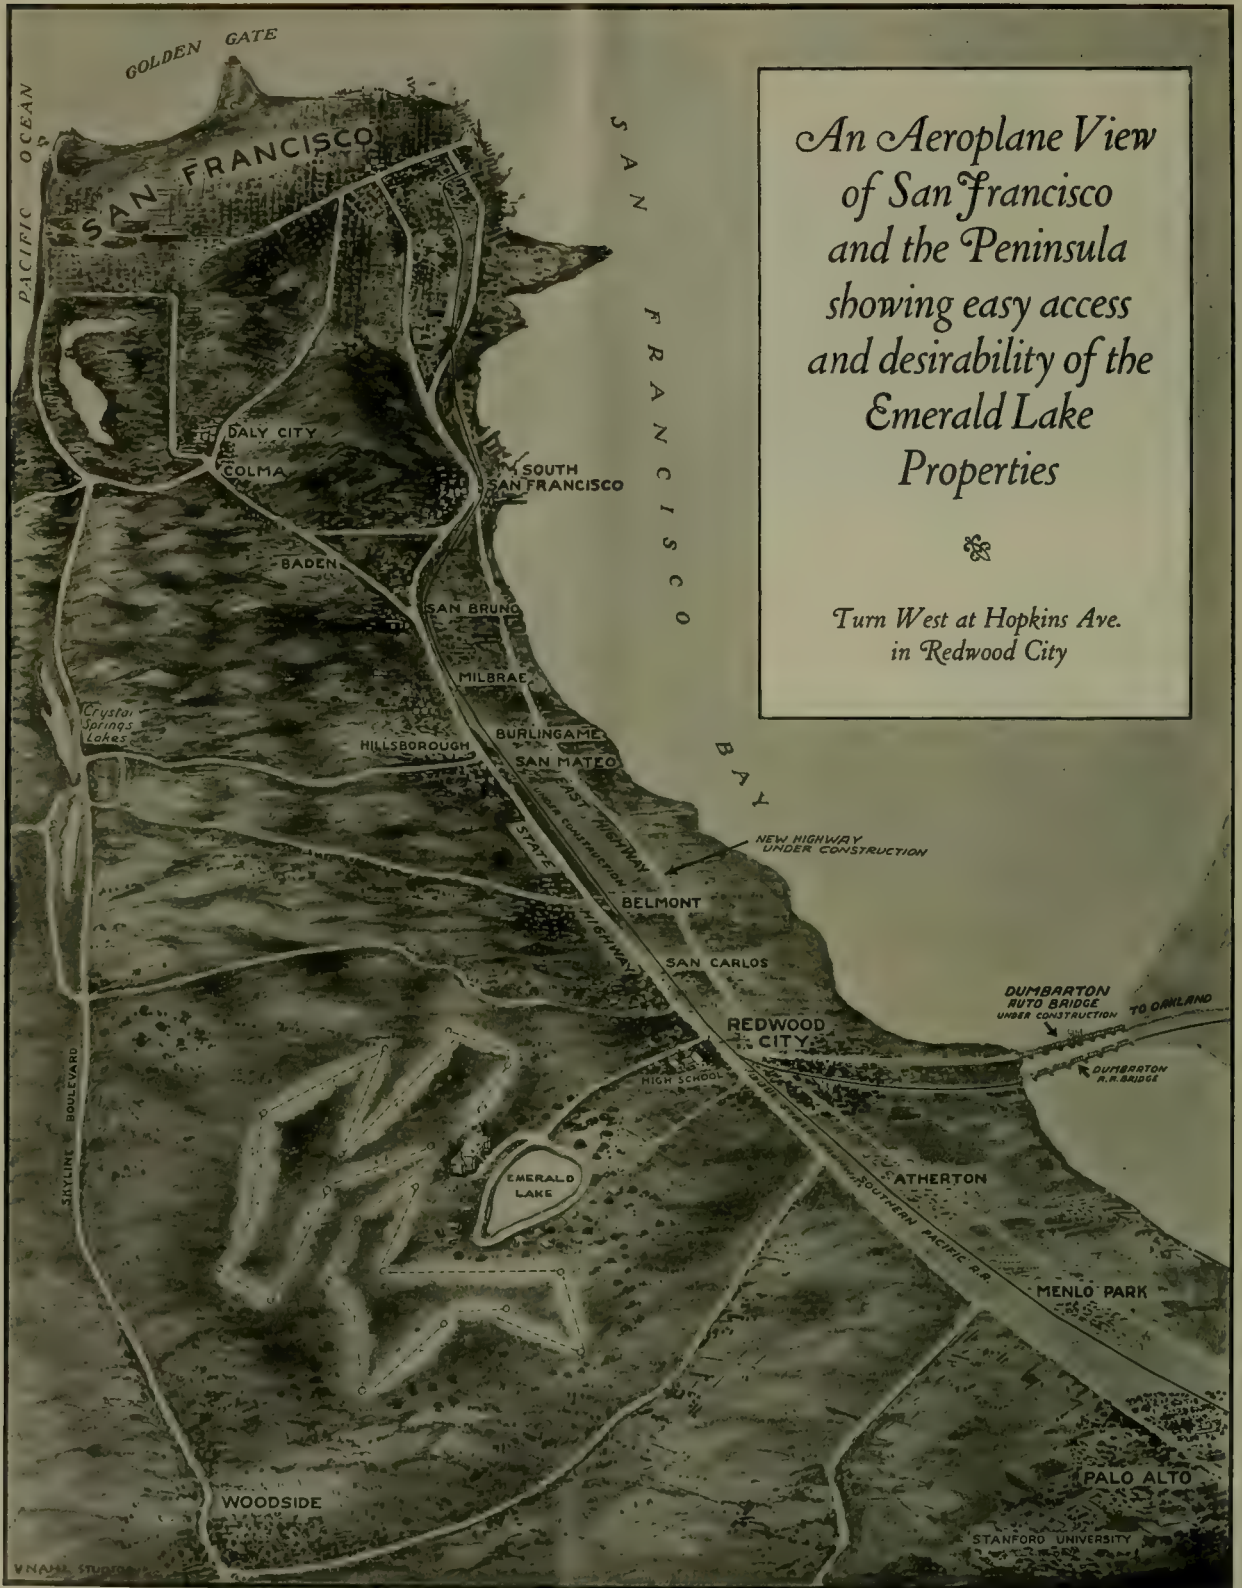 GOLDEN GATE
PACIFIC OCEAN
SAN FRANCISCO
SAN FRANCISCO BAY
An Aeroplane View
of San Francisco
and the Peninsula
showing easy access
and desirability of the
Emerald Lake
Properties
Turn West at Hopkins Ave.
in Redwood City
DALY CITY
COLMA
SOUTH
SAN FRANCISCO
BADEN
SAN BRUNO
MILBRAE
Crystal
Springs
Lakes
HILLSBOROUGH
BURLINGAME
SAN MATEO
EAST HIGHWAY
UNDER CONSTRUCTION
STATE HIGHWAY
NEW HIGHWAY
UNDER CONSTRUCTION
BELMONT
SAN CARLOS
DUMBARTON
AUTO BRIDGE
UNDER CONSTRUCTION
TO OAKLAND
REDWOOD
CITY
DUMBARTON
R.R. BRIDGE
HIGH SCHOOL
SKYLINE BOULEVARD
EMERALD
LAKE
ATHERTON
SOUTHERN PACIFIC R.R.
MENLO PARK
PALO ALTO
WOODSIDE
STANFORD UNIVERSITY